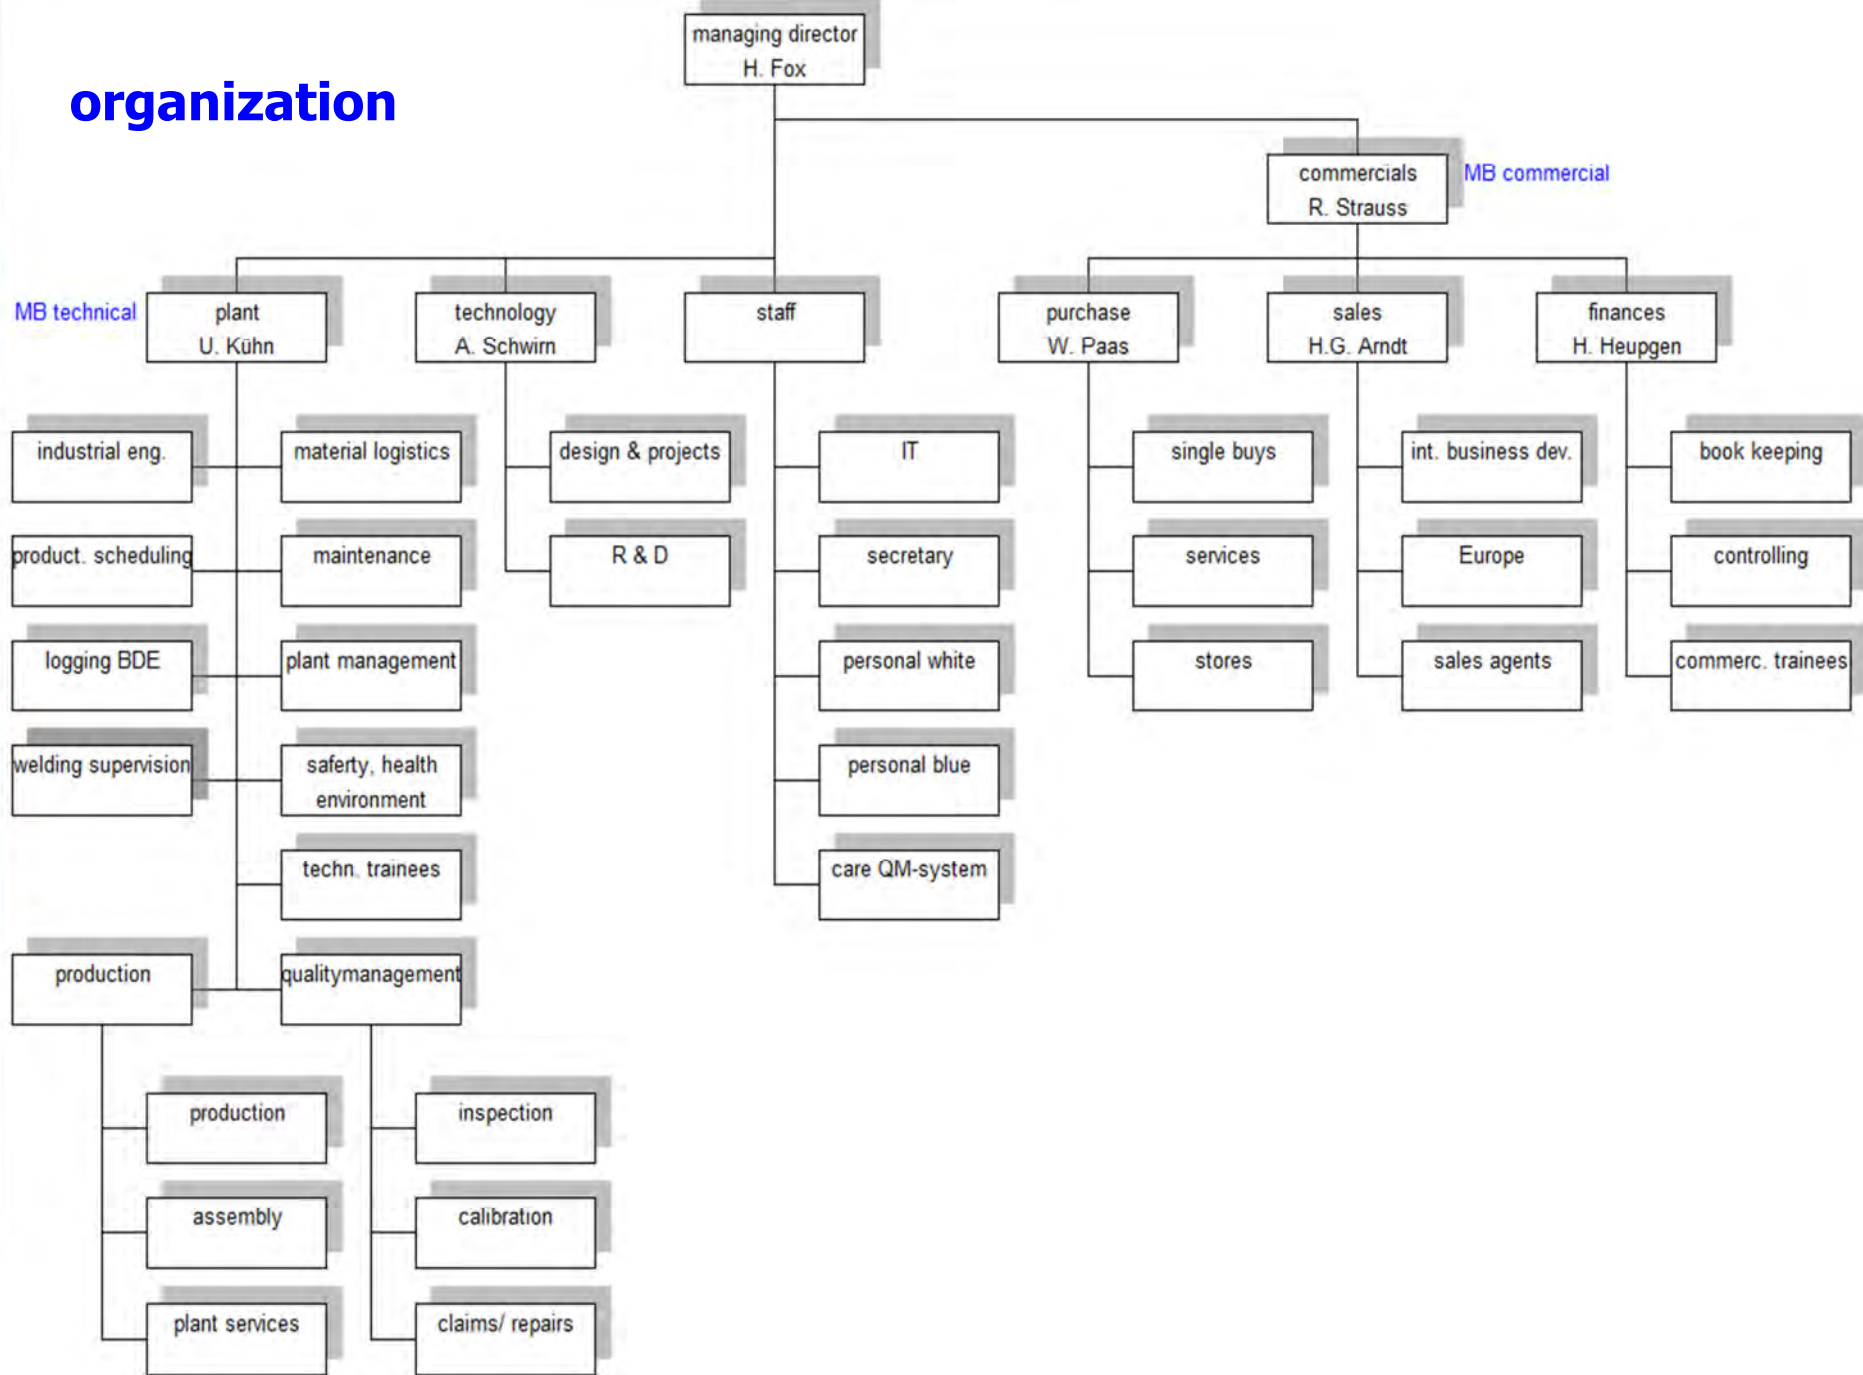 organization
managing director
H. Fox
commercials
R. Strauss
MB commercial
MB technical
plant
U. Kühn
technology
A. Schwirn
staff
purchase
W. Paas
sales
H.G. Arndt
finances
H. Heupgen
industrial eng.
material logistics
design & projects
IT
single buys
int. business dev.
book keeping
product. scheduling
maintenance
R & D
secretary
services
Europe
controlling
logging BDE
plant management
personal white
stores
sales agents
commerc. trainees
welding supervision
saferty, health
environment
personal blue
techn. trainees
care QM-system
production
qualitymanagement
production
inspection
assembly
calibration
plant services
claims/ repairs